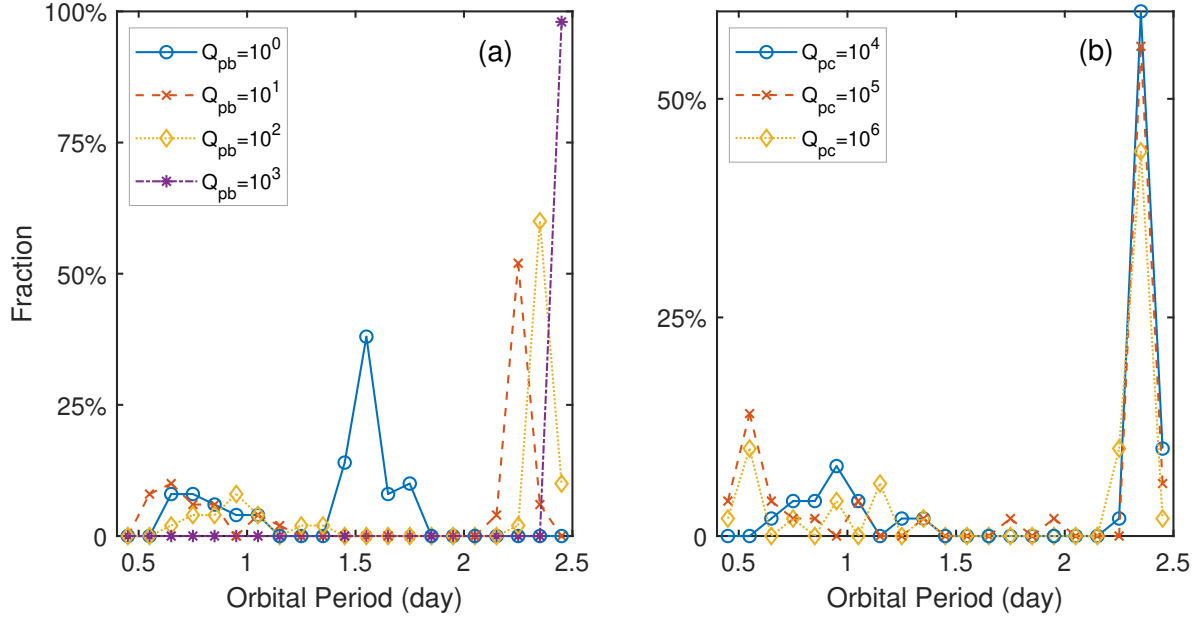 (a)
Q_pb=10^0
Q_pb=10^1
Q_pb=10^2
Q_pb=10^3
100%
75%
50%
25%
0
Fraction
0.5 1 1.5 2 2.5
Orbital Period (day)
(b)
Q_pc=10^4
Q_pc=10^5
Q_pc=10^6
50%
25%
0
0.5 1 1.5 2 2.5
Orbital Period (day)